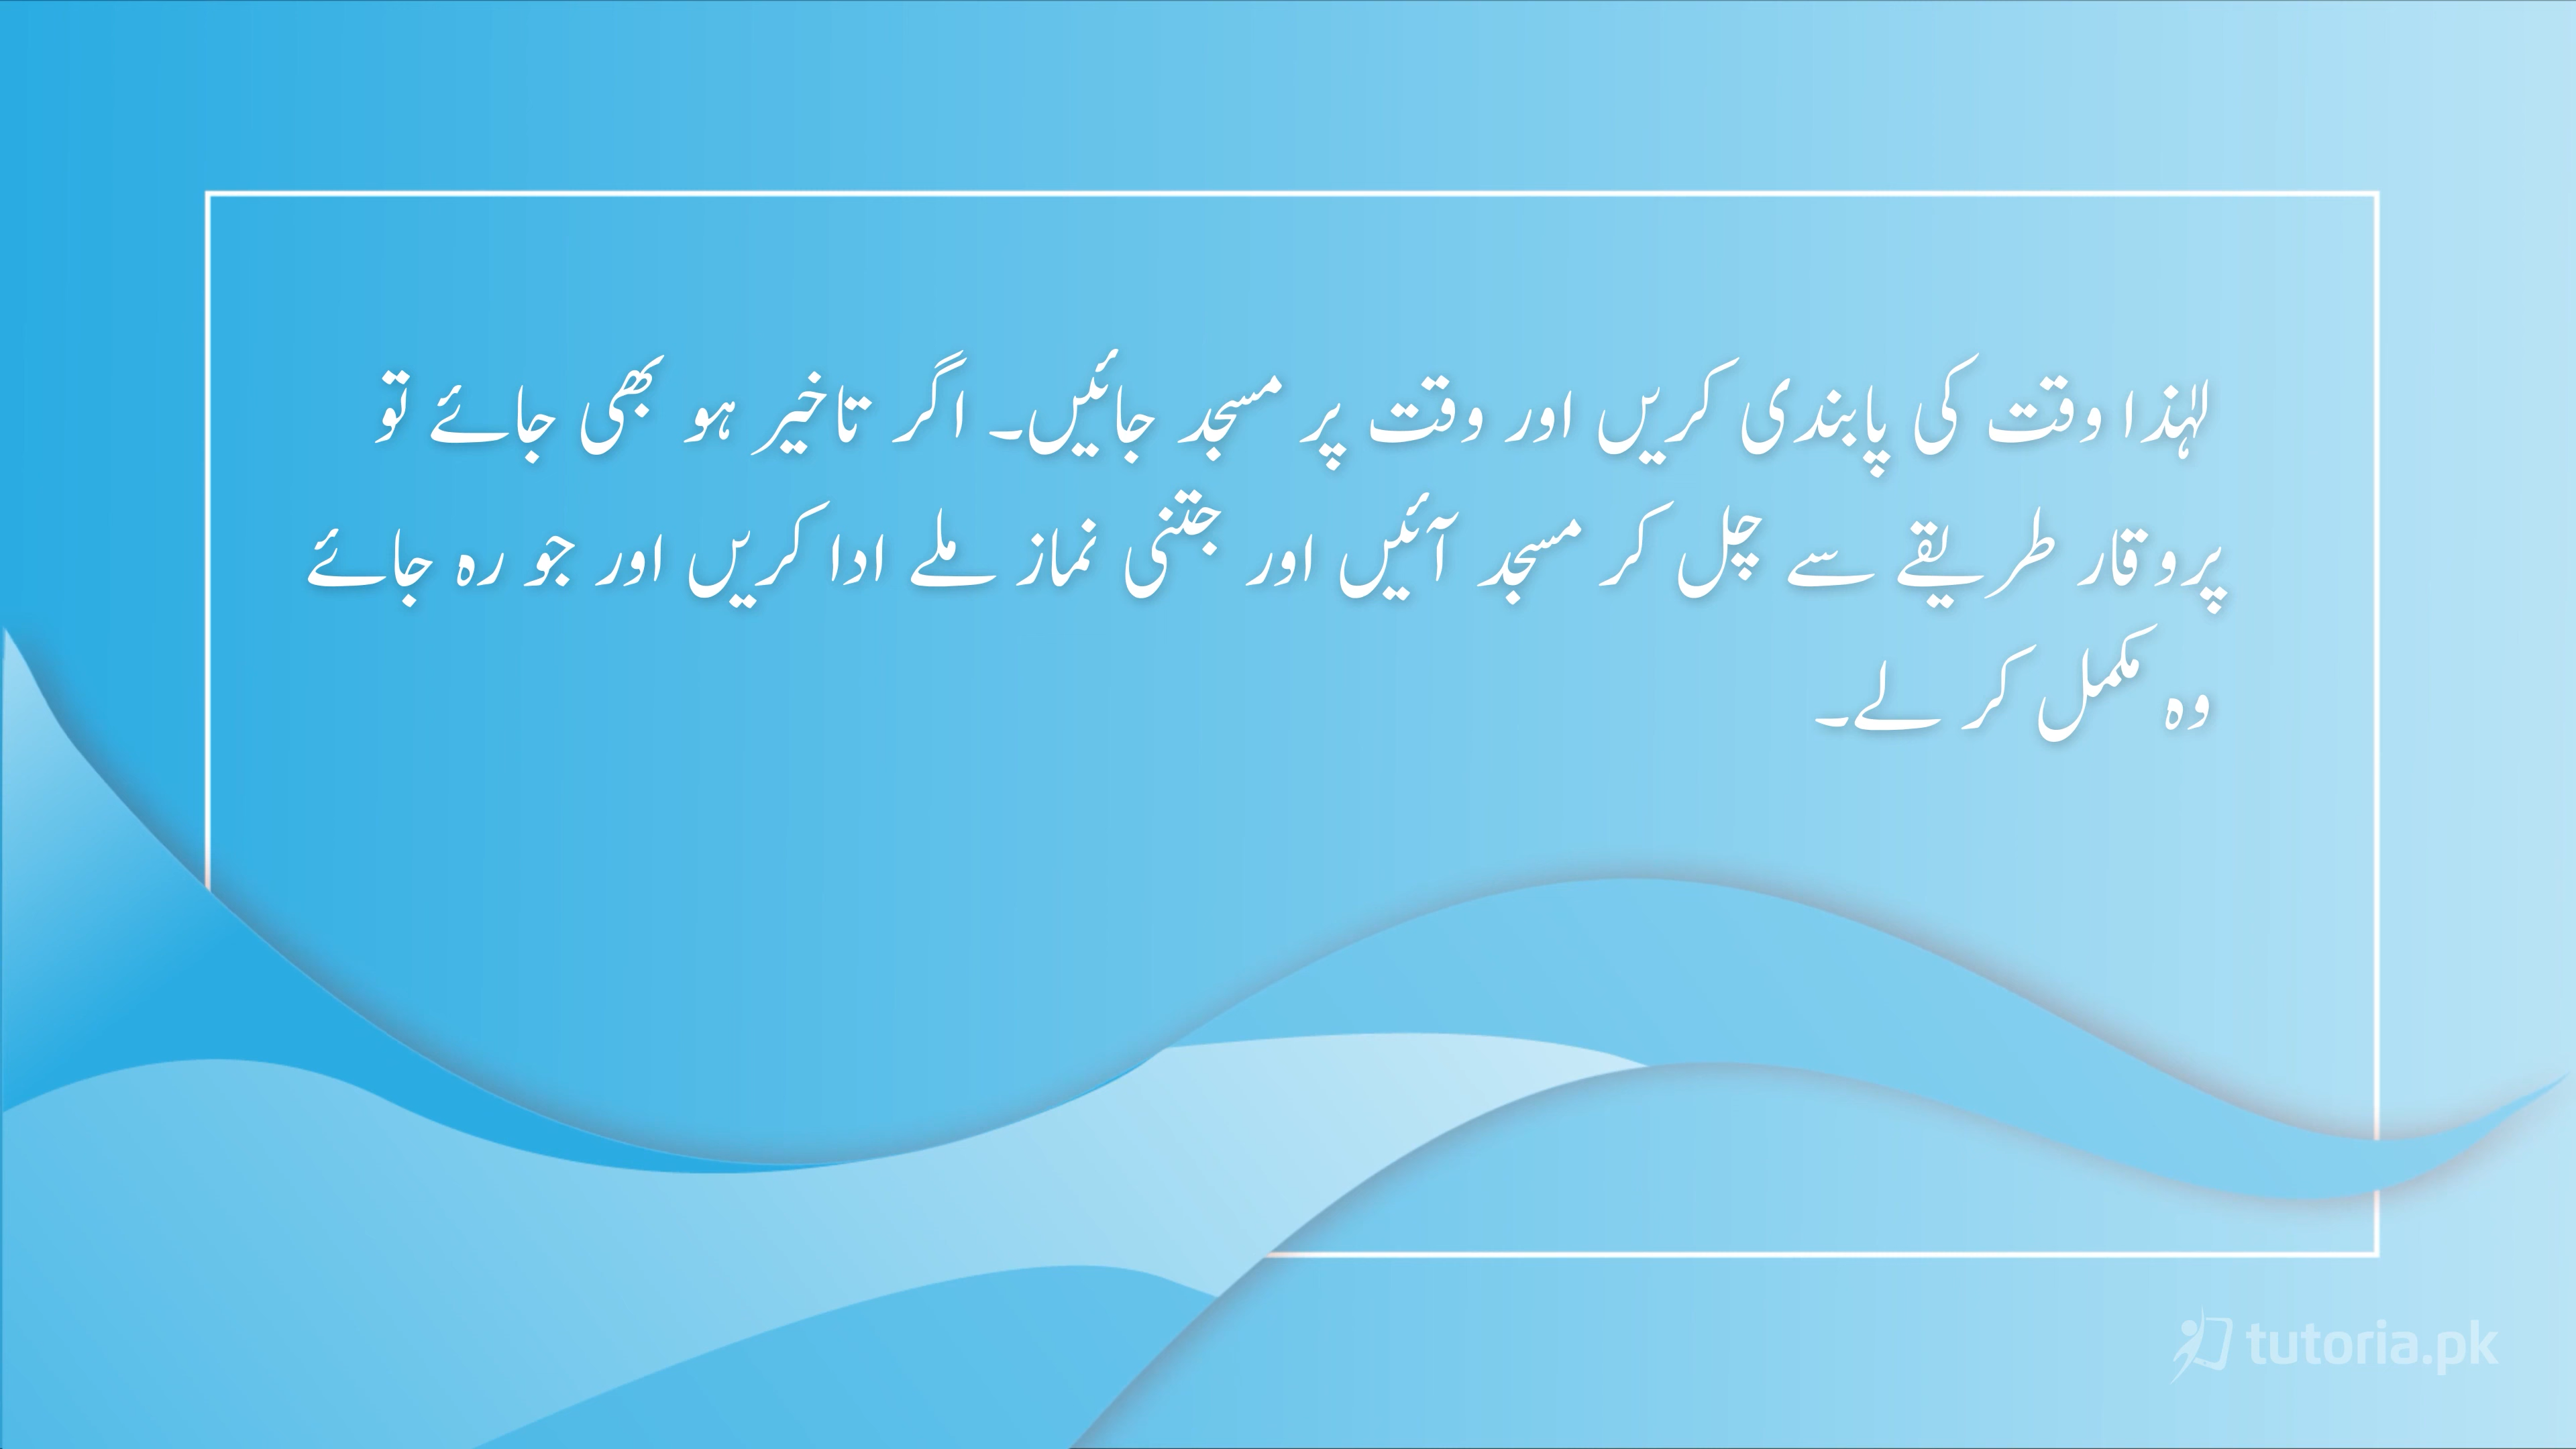 لہٰذا وقت کی پابندی کریں اور وقت پر مسجد جائیں۔ اگر تاخیر ہو بھی جائے تو
پروقار طریقے سے چل کر مسجد آئیں اور جتنی نماز ملے ادا کریں اور جو رہ جائے
وہ مکمل کر لے۔
tutoria.pk